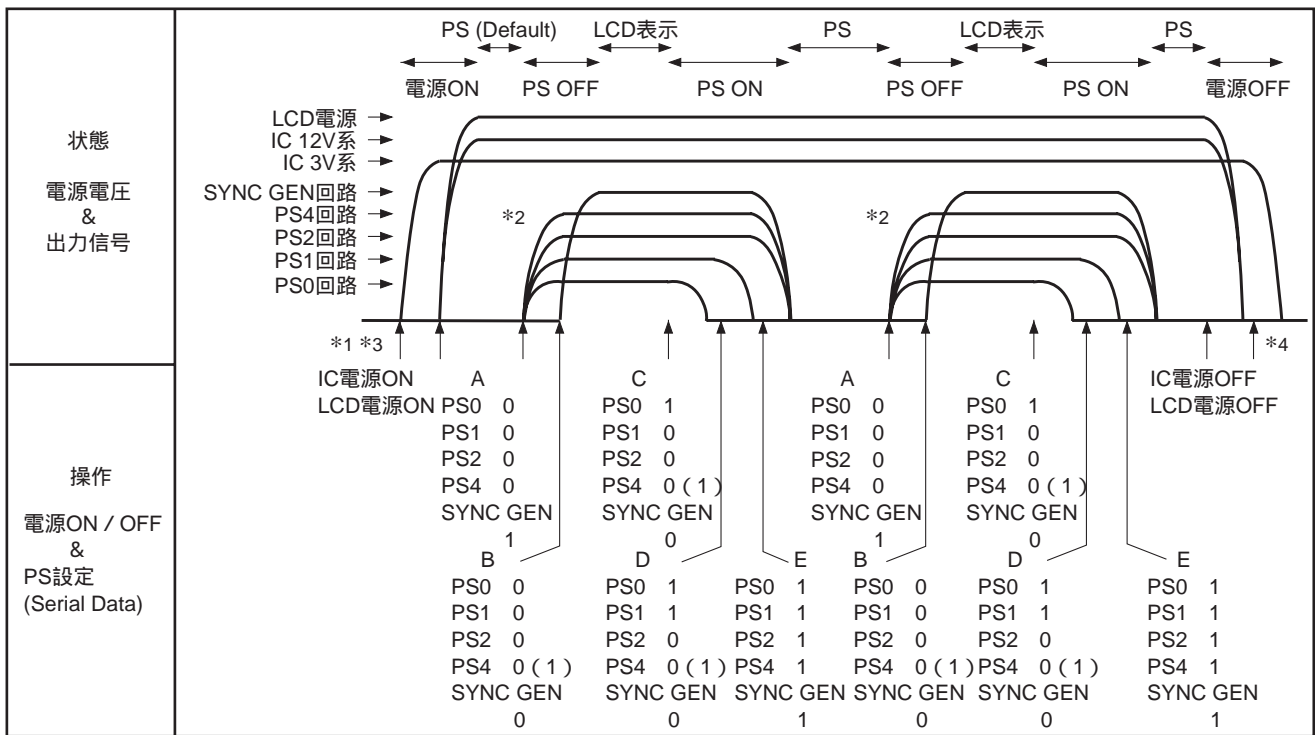 PS (Default) LCD表示 PS LCD表示 PS
電源ON PS OFF PS ON PS OFF PS ON 電源OFF
状態
電源電圧
&
出力信号
LCD電源
IC 12V系
IC 3V系
SYNC GEN回路
PS4回路
PS2回路
PS1回路
PS0回路
*2 *2
*1 *3 *4
IC電源ON A C A C IC電源OFF
LCD電源ON PS0 0 PS0 1 PS0 0 PS0 1 LCD電源OFF
PS1 0 PS1 0 PS1 0 PS1 0
PS2 0 PS2 0 PS2 0 PS2 0
PS4 0 PS4 0 ( 1 ) PS4 0 PS4 0 ( 1 )
SYNC GEN SYNC GEN SYNC GEN SYNC GEN
1 0 1 0
操作
電源ON / OFF
&
PS設定
(Serial Data)
B D E B D E
PS0 0 PS0 1 PS0 1 PS0 0 PS0 1 PS0 1
PS1 0 PS1 1 PS1 1 PS1 0 PS1 1 PS1 1
PS2 0 PS2 0 PS2 1 PS2 0 PS2 0 PS2 1
PS4 0 ( 1 ) PS4 0 ( 1 ) PS4 1 PS4 0 ( 1 ) PS4 0 ( 1 ) PS4 1
SYNC GEN SYNC GEN SYNC GEN SYNC GEN SYNC GEN SYNC GEN
0 0 1 0 0 1